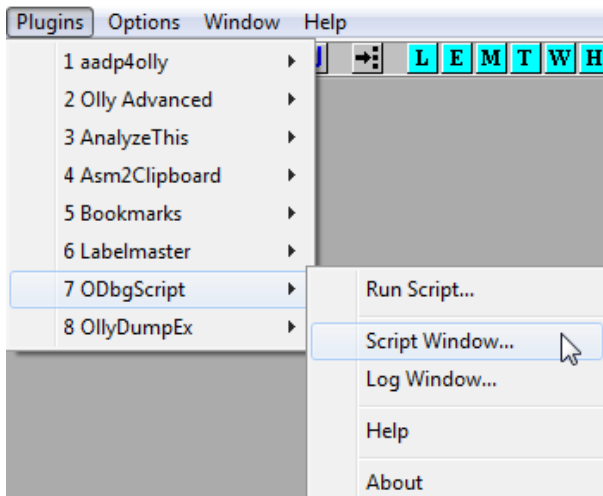 Plugins Options Window Help
L E M T W H
1 aadp4olly
2 Olly Advanced
3 AnalyzeThis
4 Asm2Clipboard
5 Bookmarks
6 Labelmaster
7 ODbgScript
8 OllyDumpEx
Run Script...
Script Window...
Log Window...
Help
About